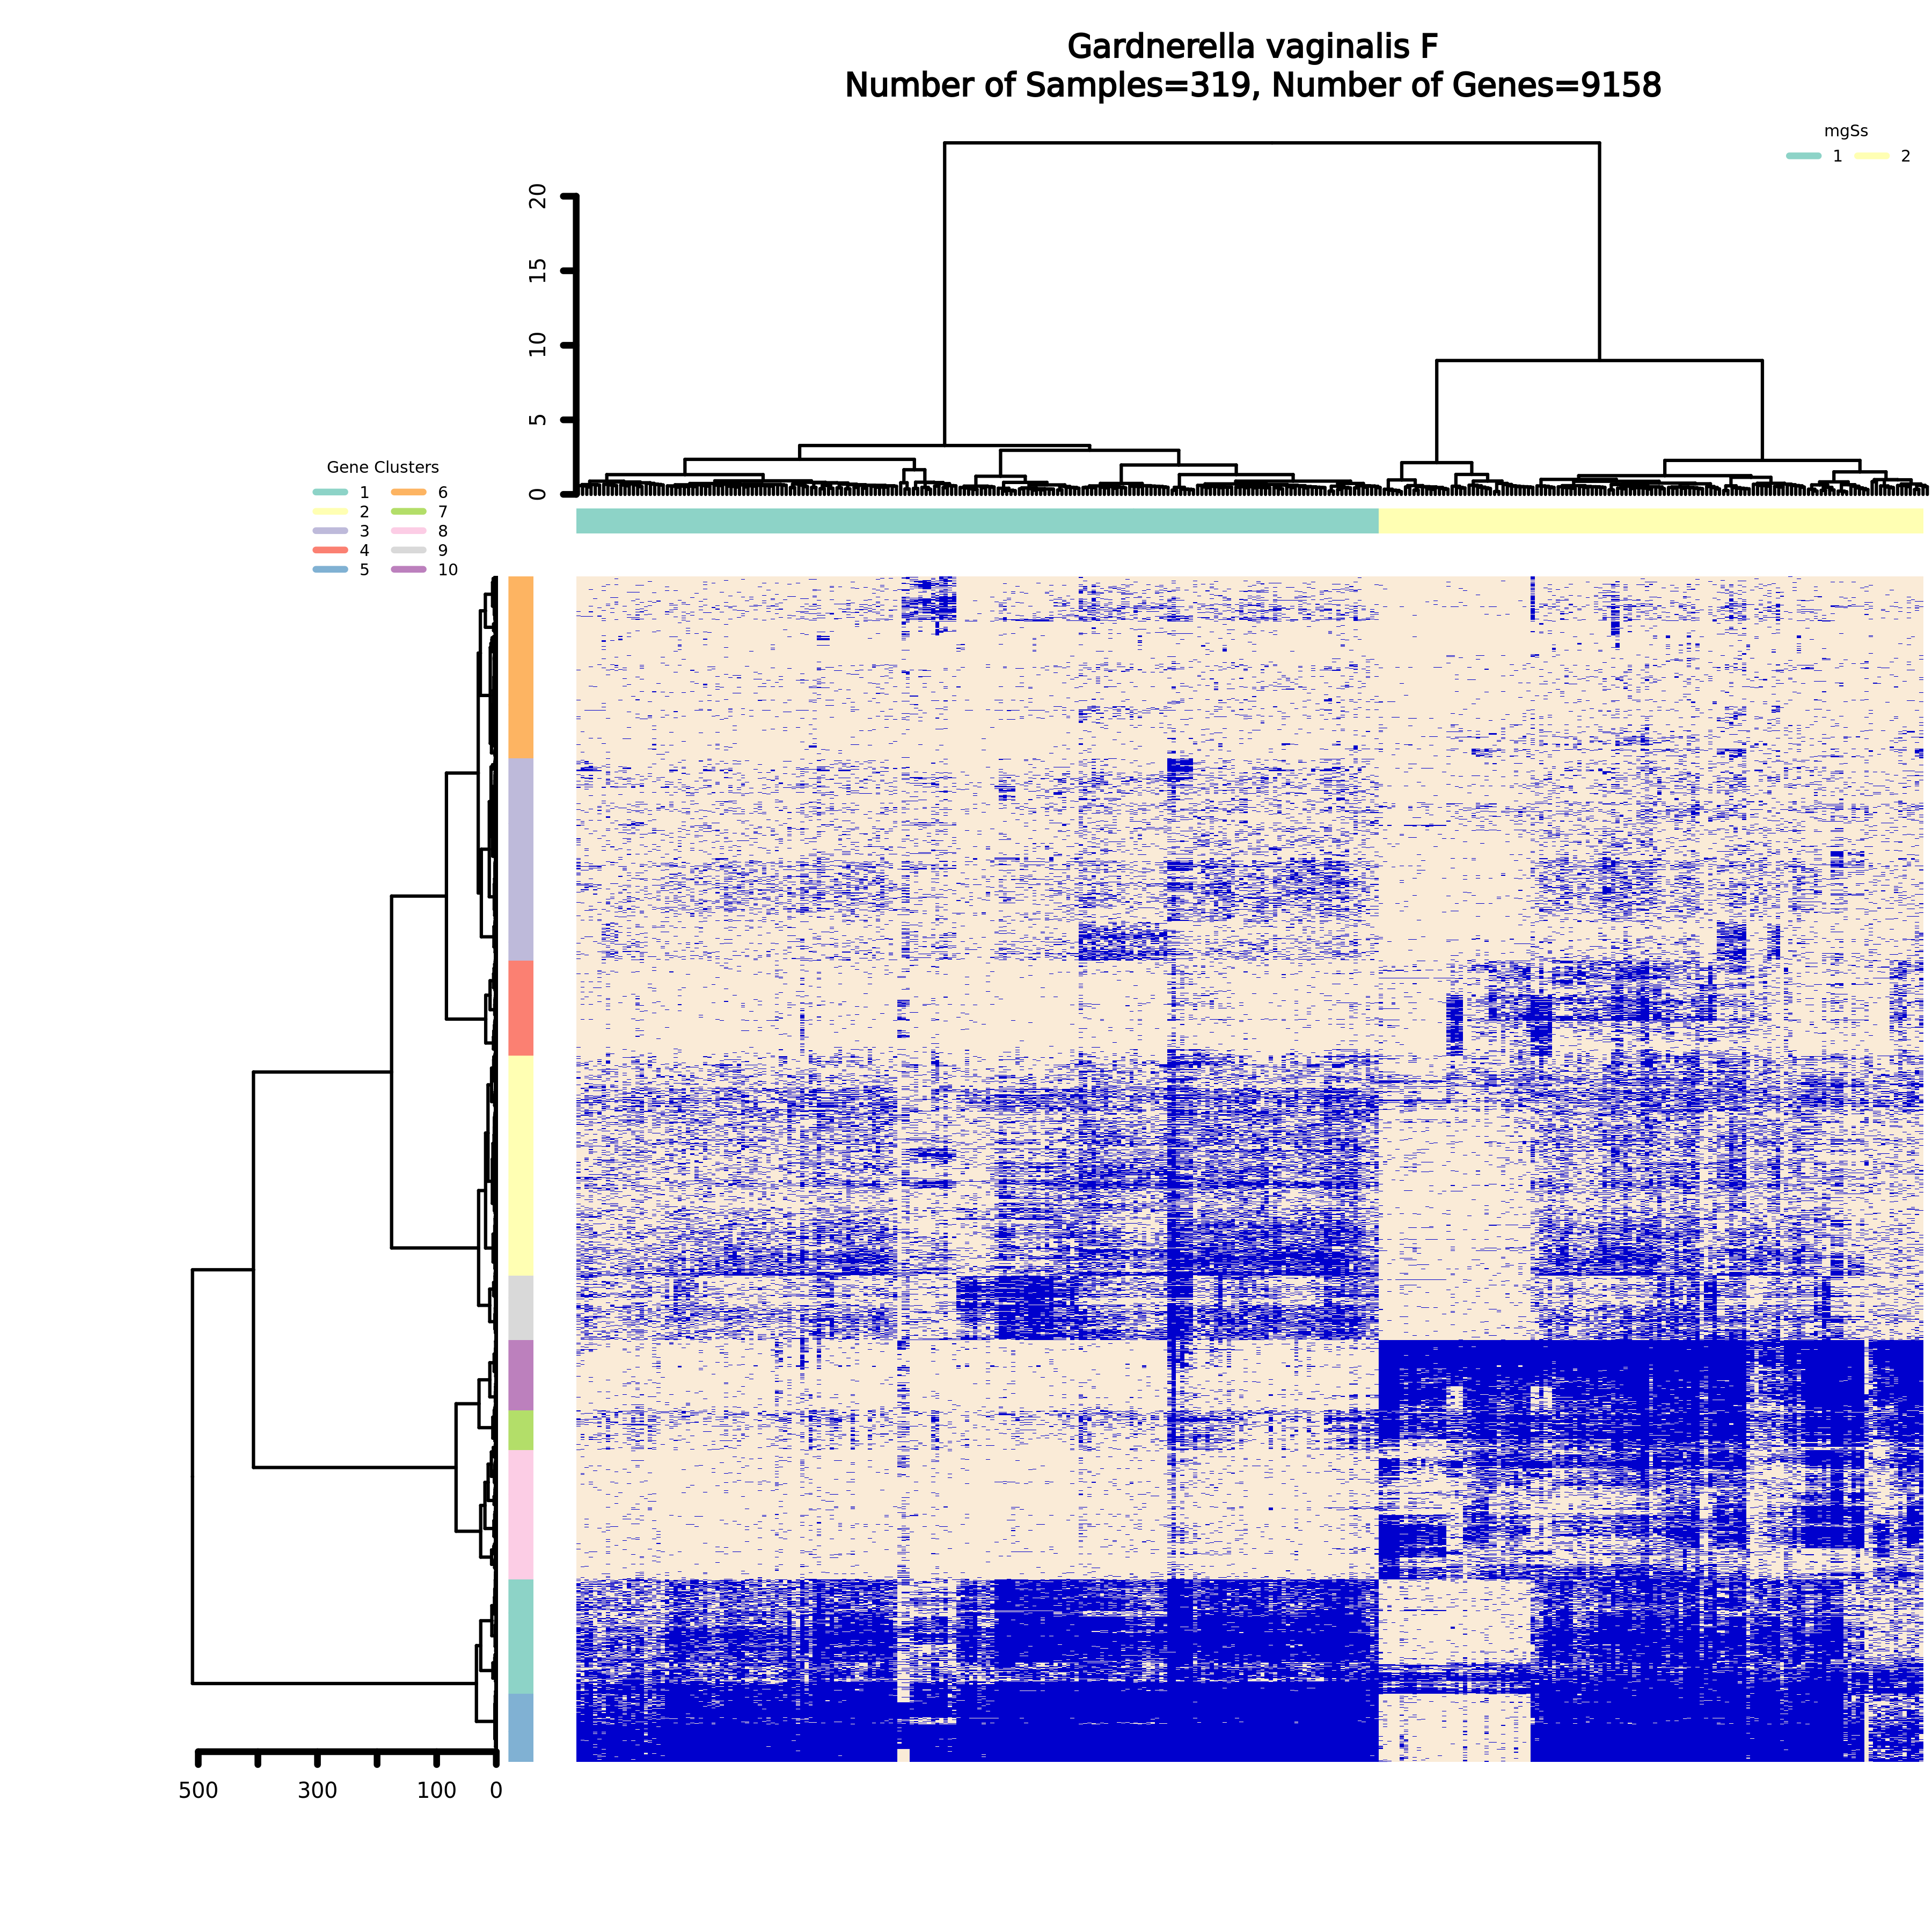 Gardnerella vaginalis F
Number of Samples=319, Number of Genes=9158
mgSs
1 2
20
15
10
5
0
Gene Clusters
1 6
2 7
3 8
4 9
5 10
500 300 100 0